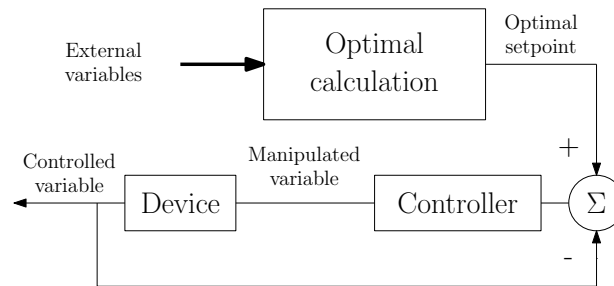 External
variables
Optimal
calculation
Optimal
setpoint
+
Controlled
variable
Device
Manipulated
variable
Controller
Σ
-